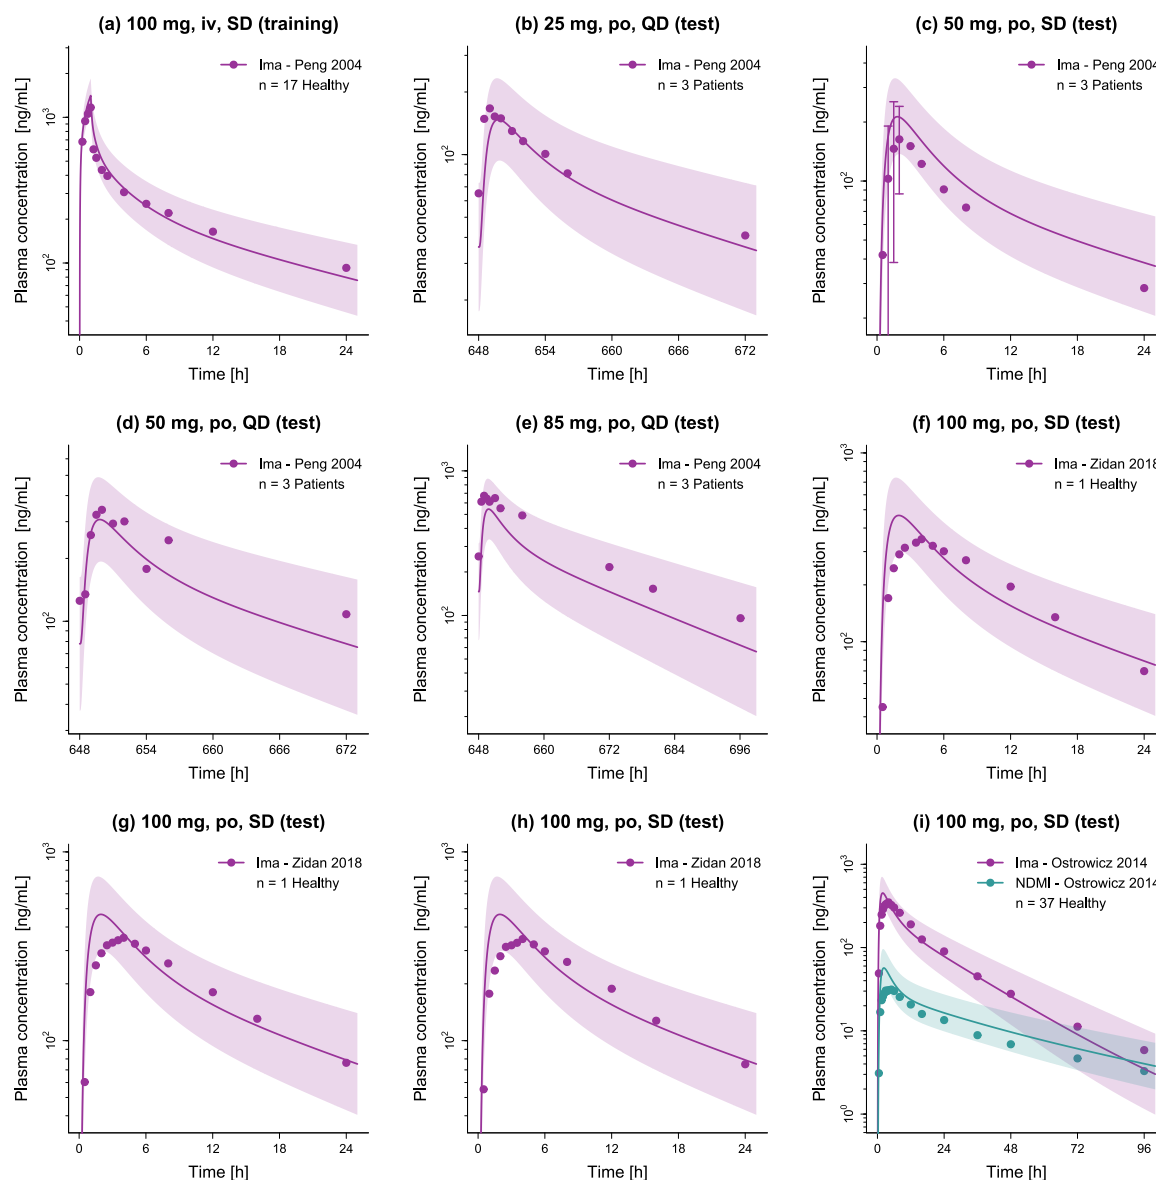 (a) 100 mg, iv, SD (training)
Ima - Peng 2004
n = 17 Healthy
Plasma concentration [ng/mL]
10³
10²
0 6 12 18 24
Time [h]
(b) 25 mg, po, QD (test)
Ima - Peng 2004
n = 3 Patients
Plasma concentration [ng/mL]
10²
648 654 660 666 672
Time [h]
(c) 50 mg, po, SD (test)
Ima - Peng 2004
n = 3 Patients
Plasma concentration [ng/mL]
10²
0 6 12 18 24
Time [h]
(d) 50 mg, po, QD (test)
Ima - Peng 2004
n = 3 Patients
Plasma concentration [ng/mL]
10²
648 654 660 666 672
Time [h]
(e) 85 mg, po, QD (test)
Ima - Peng 2004
n = 3 Patients
Plasma concentration [ng/mL]
10³
10²
648 660 672 684 696
Time [h]
(f) 100 mg, po, SD (test)
Ima - Zidan 2018
n = 1 Healthy
Plasma concentration [ng/mL]
10³
10²
0 6 12 18 24
Time [h]
(g) 100 mg, po, SD (test)
Ima - Zidan 2018
n = 1 Healthy
Plasma concentration [ng/mL]
10³
10²
0 6 12 18 24
Time [h]
(h) 100 mg, po, SD (test)
Ima - Zidan 2018
n = 1 Healthy
Plasma concentration [ng/mL]
10³
10²
0 6 12 18 24
Time [h]
(i) 100 mg, po, SD (test)
Ima - Ostrowicz 2014
NDMI - Ostrowicz 2014
n = 37 Healthy
Plasma concentration [ng/mL]
10³
10²
10¹
10⁰
0 24 48 72 96
Time [h]